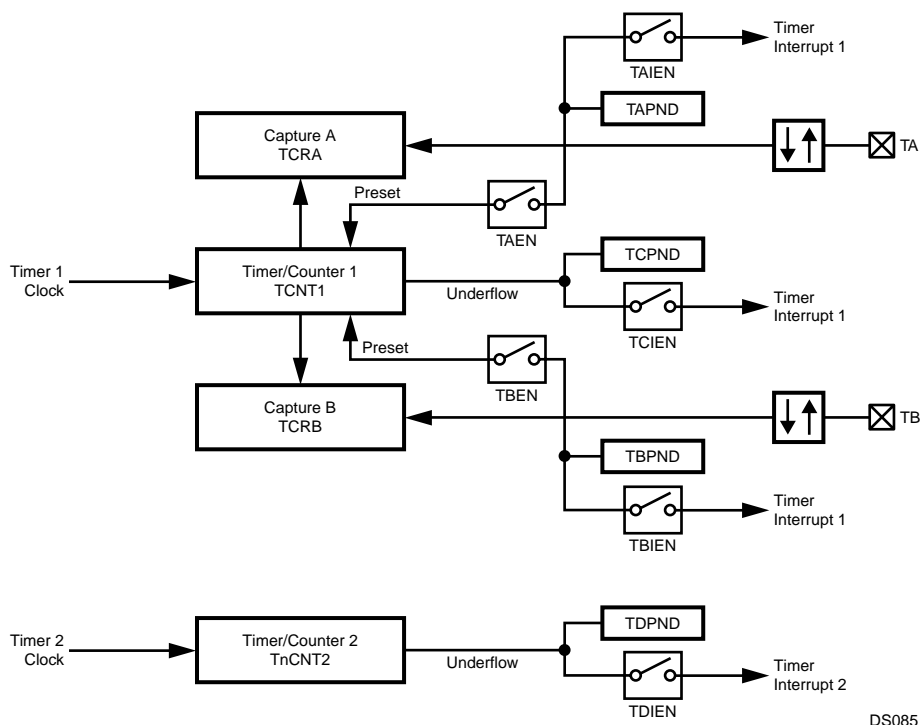 Timer
Interrupt 1
TAIEN
TAPND
Capture A
TCRA
TA
Preset
TAEN
TCPND
Timer 1
Clock
Timer/Counter 1
TCNT1
Underflow
Timer
Interrupt 1
TCIEN
Preset
TBEN
Capture B
TCRB
TB
TBPND
Timer
Interrupt 1
TBIEN
TDPND
Timer 2
Clock
Timer/Counter 2
TnCNT2
Underflow
Timer
Interrupt 2
TDIEN
DS085